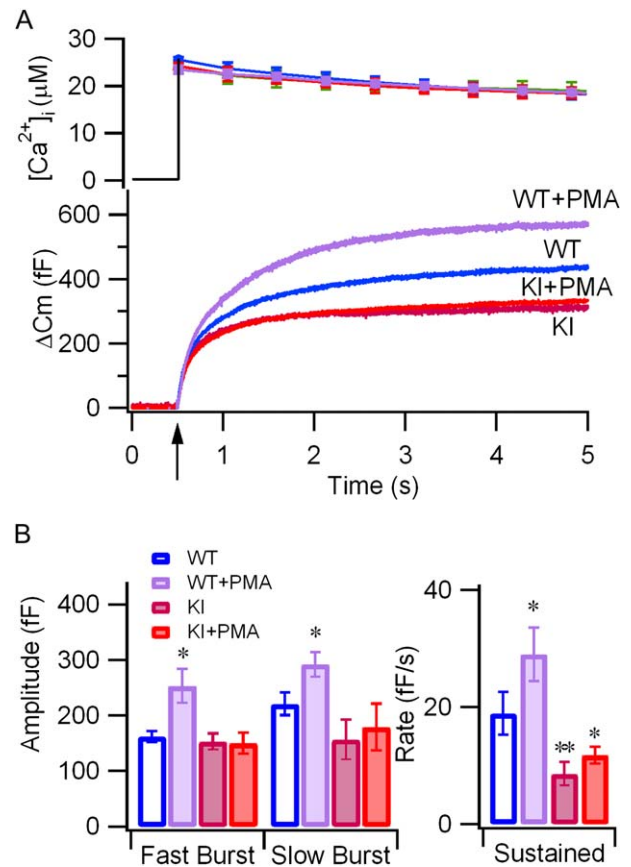 A
[Ca²⁺]ᵢ (µM)
30
20
10
0
WT+PMA
WT
KI+PMA
KI
ΔCm (fF)
600
400
200
0
0 1 2 3 4 5
Time (s)
B
WT
WT+PMA
KI
KI+PMA
Amplitude (fF)
400
300
200
100
0
* *
Fast Burst Slow Burst
Rate (fF/s)
40
20
0
* ** *
Sustained